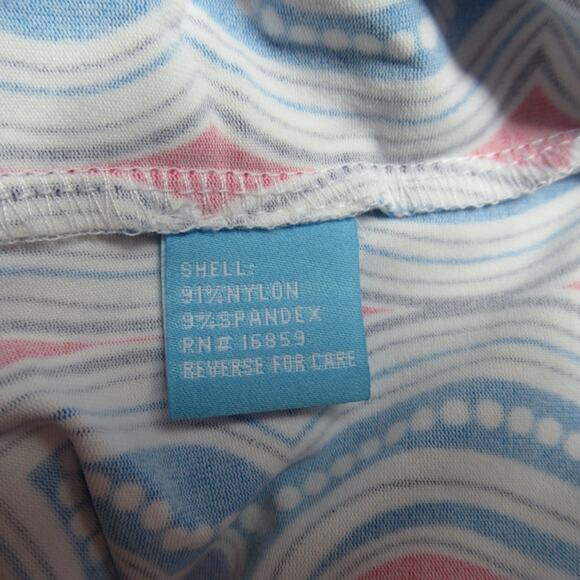 SHELL:
91%NYLON
9%SPANDEX
RN# 16859
REVERSE FOR CARE